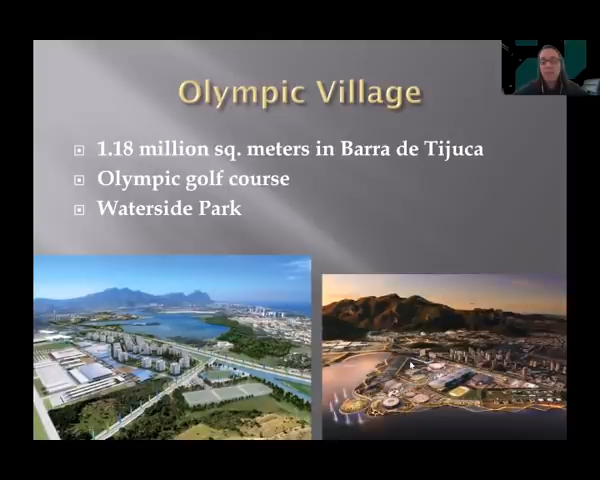 Olympic Village
1.18 million sq. meters in Barra de Tijuca
Olympic golf course
Waterside Park